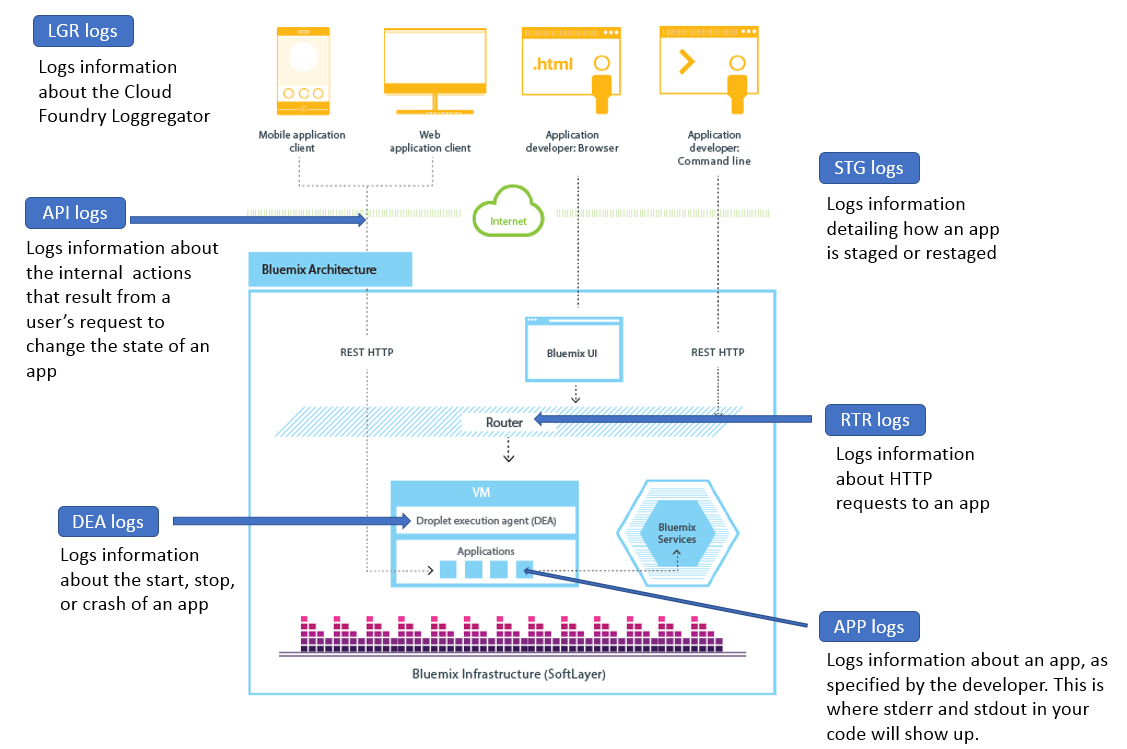 LGR logs
Logs information
about the Cloud
Foundry Loggregator
.html
Mobile application
client
Web
application client
Application
developer: Browser
Application
developer:
Command line
STG logs
Logs information
detailing how an app
is staged or restaged
API logs
Logs information about
the internal actions
that result from a
user's request to
change the state of an
app
Internet
Bluemix Architecture
REST HTTP
Bluemix UI
REST HTTP
Router
RTR logs
Logs information
about HTTP
requests to an app
VM
Droplet execution agent (DEA)
Applications
Bluemix
Services
DEA logs
Logs information
about the start, stop,
or crash of an app
Bluemix Infrastructure (SoftLayer)
APP logs
Logs information about an app, as
specified by the developer. This is
where stderr and stdout in your
code will show up.